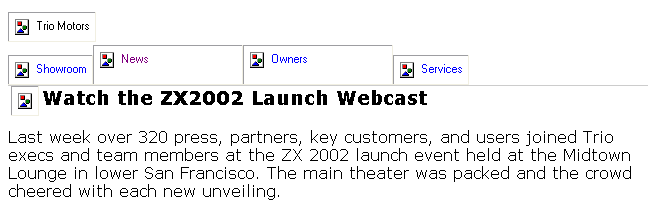 Trio Motors
Showroom News Owners Services
Watch the ZX2002 Launch Webcast
Last week over 320 press, partners, key customers, and users joined Trio
execs and team members at the ZX 2002 launch event held at the Midtown
Lounge in lower San Francisco. The main theater was packed and the crowd
cheered with each new unveiling.